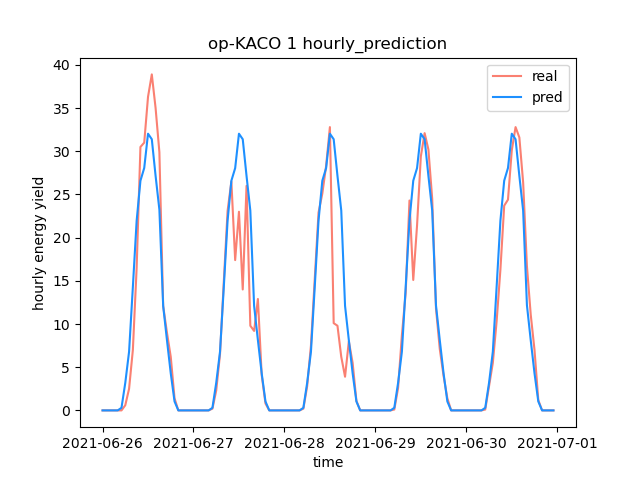 op-KACO 1 hourly_prediction
real
pred
hourly energy yield
40
35
30
25
20
15
10
5
0
2021-06-26 2021-06-27 2021-06-28 2021-06-29 2021-06-30 2021-07-01
time